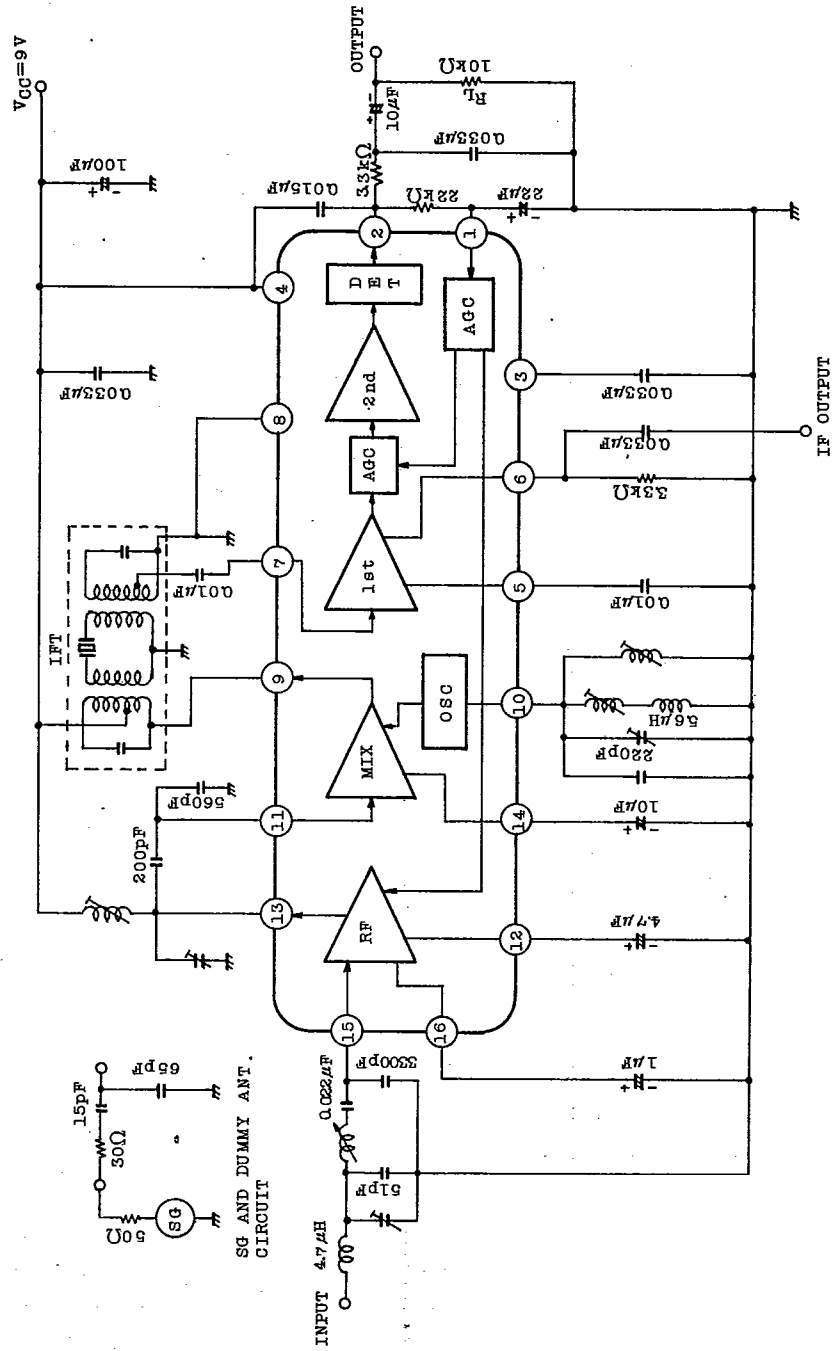 SG AND DUMMY ANT.
CIRCUIT
SG
50Ω
30Ω
15pF
65pF
INPUT
4.7μH
51pF
0.022μF
3300pF
1μF
15
16
RF
12
4.7μF
13
200pF
560pF
11
MIX
14
10μF
OSC
10
220pF
5.6μH
9
IFT
0.01μF
7
8
1st
5
0.01μF
6
3.3kΩ
0.033μF
IF OUTPUT
AGC
2nd
DET
AGC
3
0.033μF
0.033μF
4
2
1
0.015μF
22kΩ
22μF
+
-
3.3kΩ
0.033μF
10μF
+
-
RL
10kΩ
OUTPUT
100μF
+
-
VCC=9V